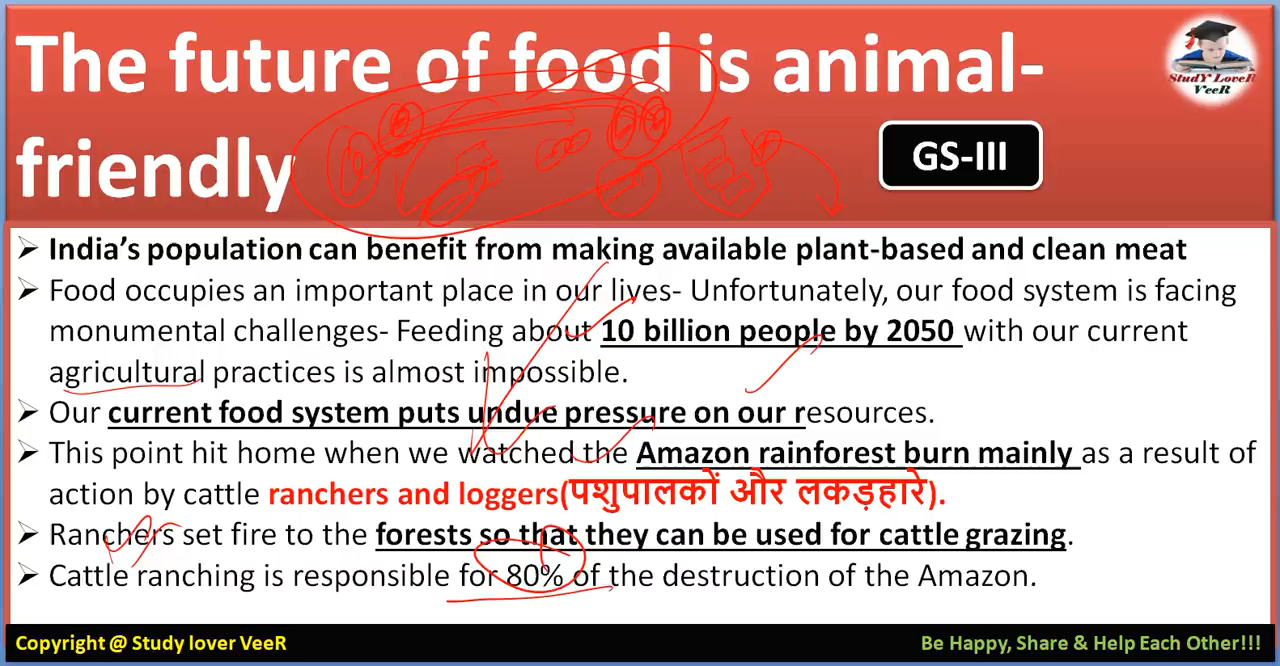 The future of food is animal-
friendly
StudY LoveR
VeeR
GS-III
➤ India's population can benefit from making available plant-based and clean meat
➤ Food occupies an important place in our lives- Unfortunately, our food system is facing
monumental challenges- Feeding about 10 billion people by 2050 with our current
agricultural practices is almost impossible.
➤ Our current food system puts undue pressure on our resources.
➤ This point hit home when we watched the Amazon rainforest burn mainly as a result of
action by cattle ranchers and loggers(पशुपालकों और लकड़हारे).
➤ Ranchers set fire to the forests so that they can be used for cattle grazing.
➤ Cattle ranching is responsible for 80% of the destruction of the Amazon.
Copyright @ Study lover VeeR
Be Happy, Share & Help Each Other!!!